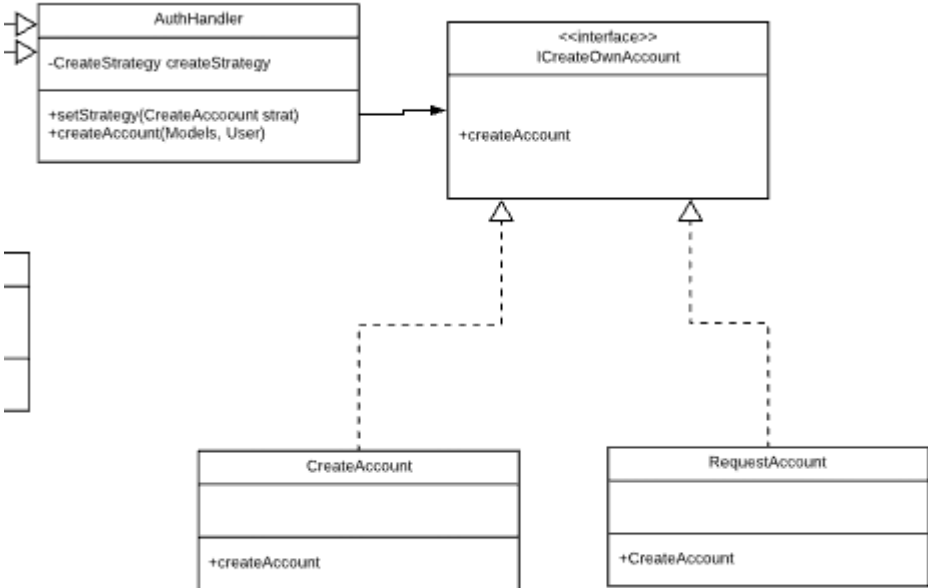 AuthHandler
-CreateStrategy createStrategy
+setStrategy(CreateAccoount strat)
+createAccount(Models, User)
<<interface>>
ICreateOwnAccount
+createAccount
CreateAccount
+createAccount
RequestAccount
+CreateAccount